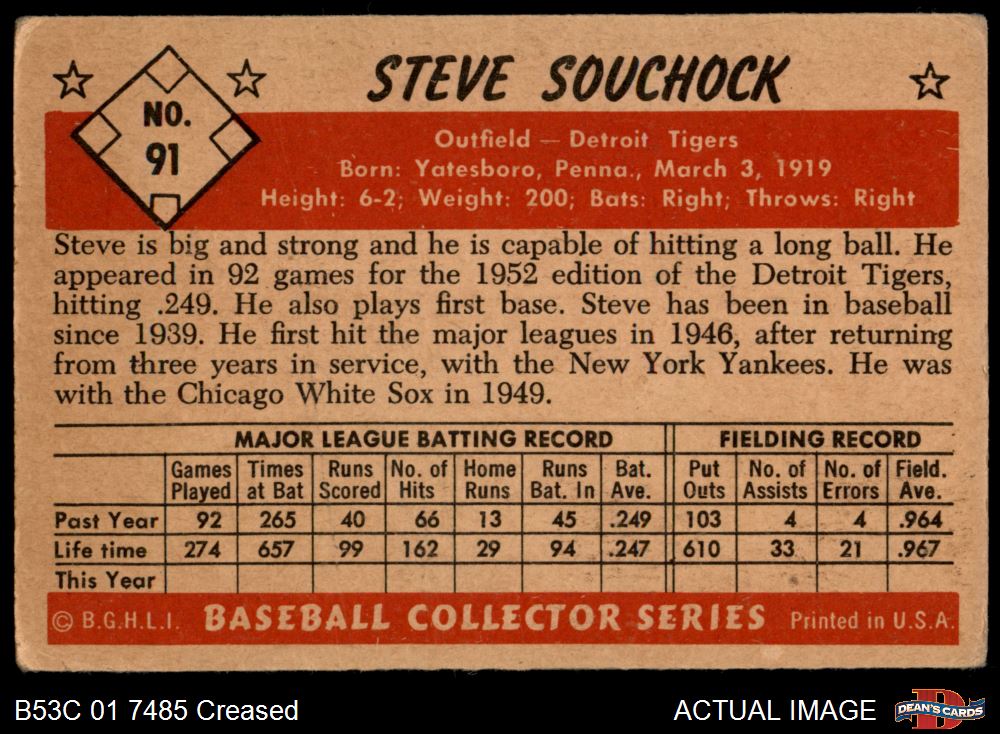 STEVE SOUCHOCK
NO.
91
Outfield — Detroit Tigers
Born: Yatesboro, Penna., March 3, 1919
Height: 6-2; Weight: 200; Bats: Right; Throws: Right
Steve is big and strong and he is capable of hitting a long ball. He
appeared in 92 games for the 1952 edition of the Detroit Tigers,
hitting .249. He also plays first base. Steve has been in baseball
since 1939. He first hit the major leagues in 1946, after returning
from three years in service, with the New York Yankees. He was
with the Chicago White Sox in 1949.
MAJOR LEAGUE BATTING RECORD FIELDING RECORD
Games Times Runs No. of Home Runs Bat. Put No. of No. of Field.
Played at Bat Scored Hits Runs Bat. In Ave. Outs Assists Errors Ave.
Past Year 92 265 40 66 13 45 .249 103 4 4 .964
Life time 274 657 99 162 29 94 .247 610 33 21 .967
This Year
© B.G.H.L.I. BASEBALL COLLECTOR SERIES Printed in U.S.A.
B53C 01 7485 Creased ACTUAL IMAGE DEAN'S CARDS